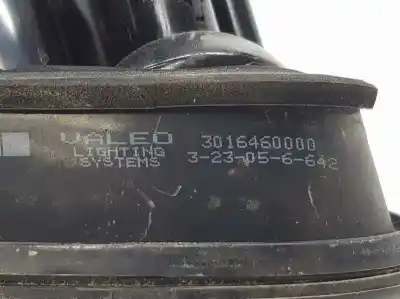 VALEO
LIGHTING
SYSTEMS
3016460000
3-23-05-6-642